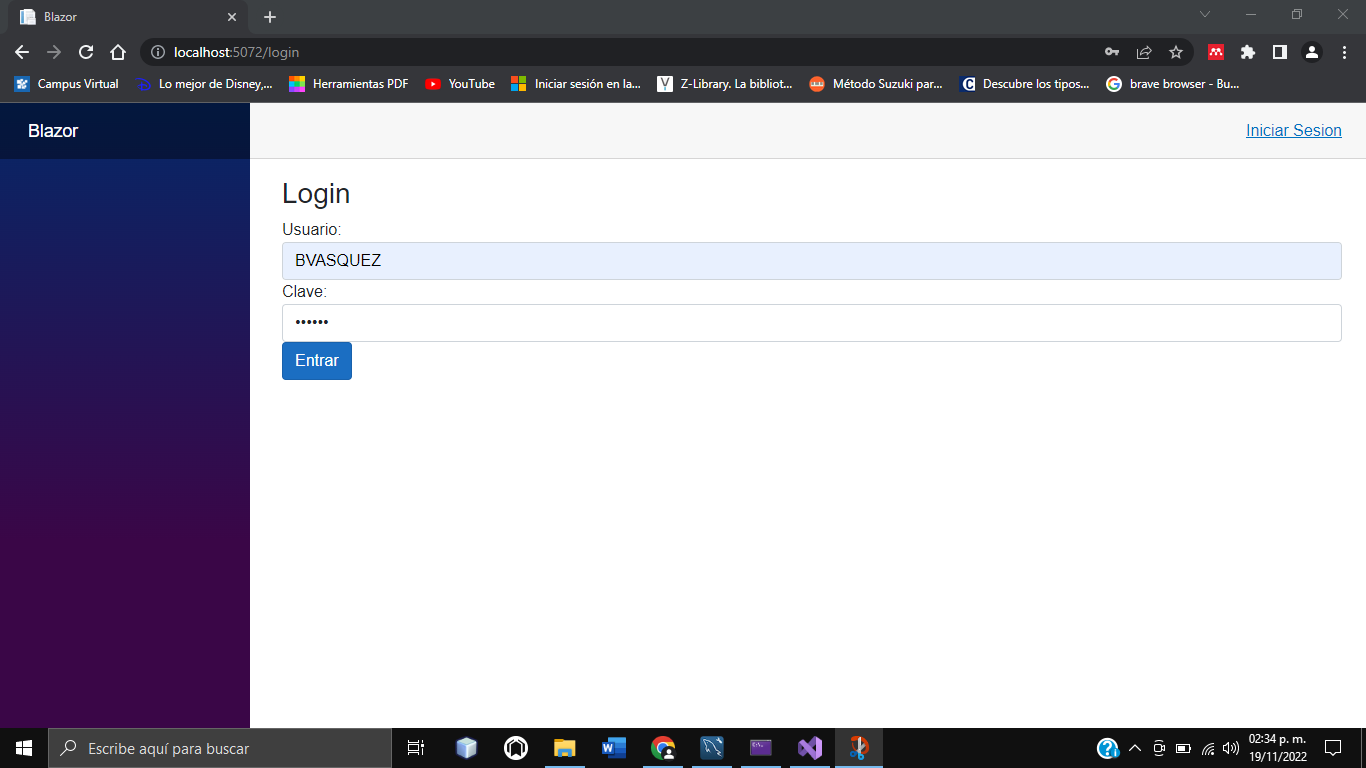 Blazor
localhost:5072/login
Campus Virtual
Lo mejor de Disney,...
Herramientas PDF
YouTube
Iniciar sesión en la...
Z-Library. La bibliot...
Método Suzuki par...
Descubre los tipos...
brave browser - Bu...
Blazor
Iniciar Sesion
Login
Usuario:
BVASQUEZ
Clave:
••••••
Entrar
Escribe aquí para buscar
02:34 p. m.
19/11/2022